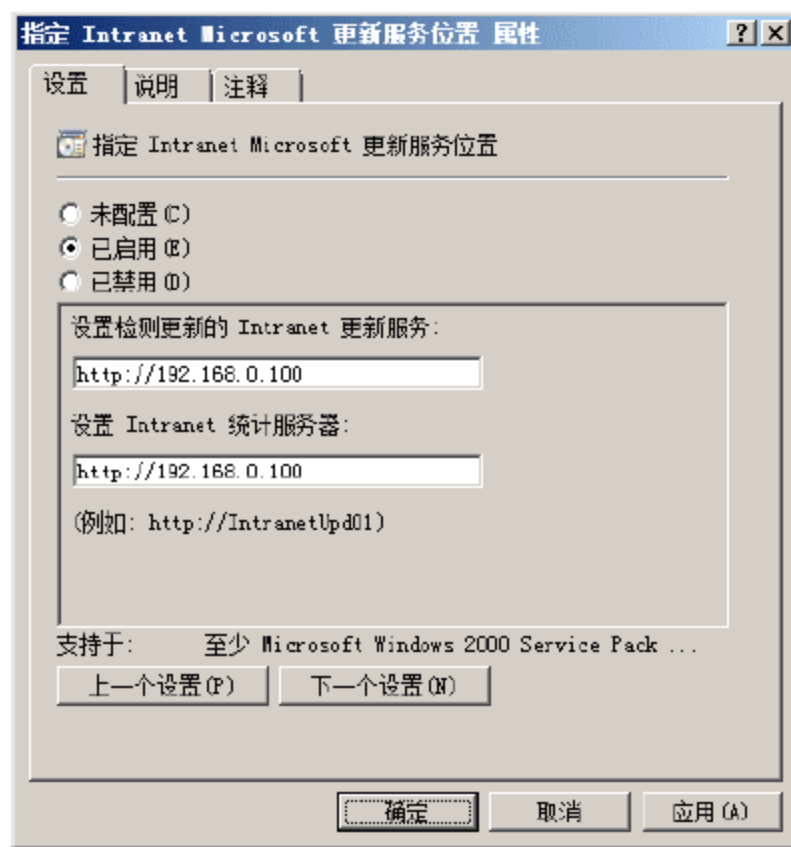 指定 Intranet Microsoft 更新服务位置 属性
设置 说明 注释
指定 Intranet Microsoft 更新服务位置
未配置(C)
已启用(E)
已禁用(D)
设置检测更新的 Intranet 更新服务:
http://192.168.0.100
设置 Intranet 统计服务器:
http://192.168.0.100
(例如: http://IntranetUpd01)
支持于: 至少 Microsoft Windows 2000 Service Pack ...
上一个设置(P) 下一个设置(N)
确定 取消 应用(A)